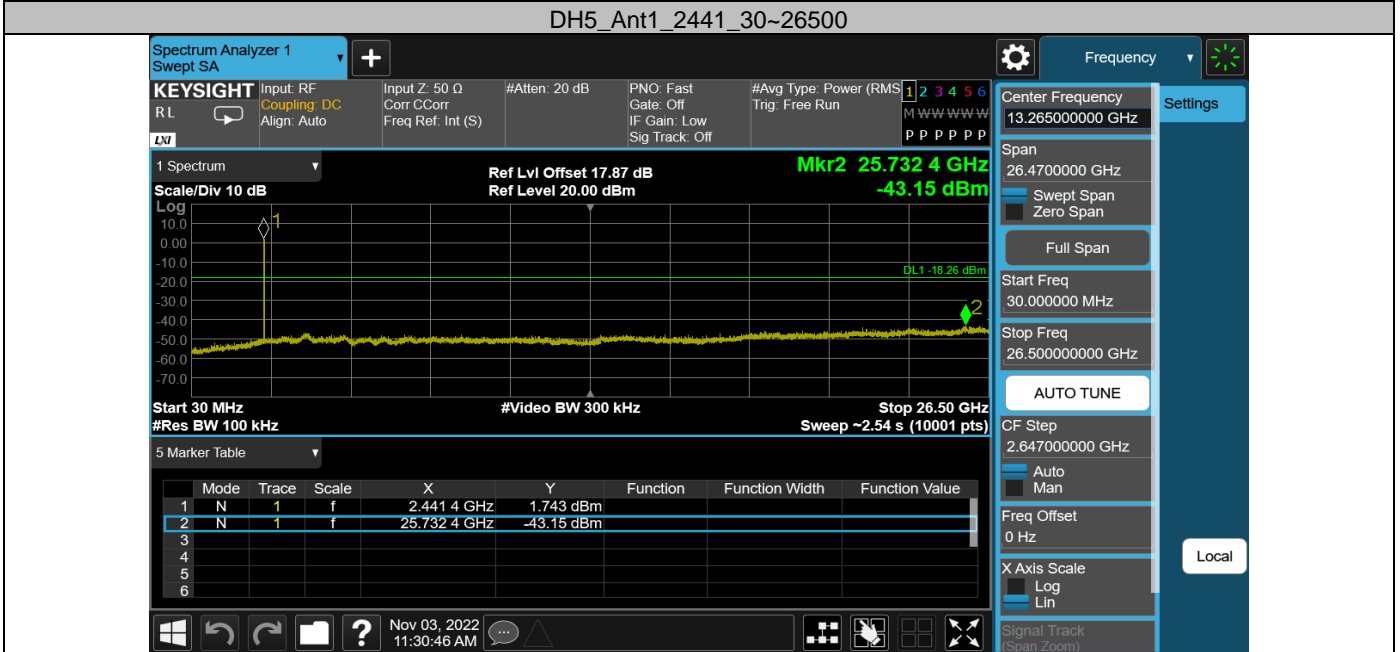 DH5_Ant1_2441_30~26500
Spectrum Analyzer 1
Swept SA
+
Frequency
KEYSIGHT
RL
LXI
Input: RF
Coupling: DC
Align: Auto
Input Z: 50 Ω
Corr CCorr
Freq Ref: Int (S)
#Atten: 20 dB
PNO: Fast
Gate: Off
IF Gain: Low
Sig Track: Off
#Avg Type: Power (RMS
Trig: Free Run
1 2 3 4 5 6
M W W W W W
P P P P P P
1 Spectrum
Scale/Div 10 dB
Ref Lvl Offset 17.87 dB
Ref Level 20.00 dBm
Mkr2 25.732 4 GHz
-43.15 dBm
Log
10.0
0.00
-10.0
-20.0
-30.0
-40.0
-50.0
-60.0
-70.0
1
DL1 -18.26 dBm
2
Start 30 MHz
#Video BW 300 kHz
Stop 26.50 GHz
#Res BW 100 kHz
Sweep ~2.54 s (10001 pts)
5 Marker Table
Mode Trace Scale X Y Function Function Width Function Value
1 N 1 f 2.441 4 GHz 1.743 dBm
2 N 1 f 25.732 4 GHz -43.15 dBm
3
4
5
6
Nov 03, 2022
11:30:46 AM
?
Center Frequency
13.265000000 GHz
Settings
Span
26.4700000 GHz
Swept Span
Zero Span
Full Span
Start Freq
30.000000 MHz
Stop Freq
26.500000000 GHz
AUTO TUNE
CF Step
2.647000000 GHz
Auto
Man
Freq Offset
0 Hz
X Axis Scale
Log
Lin
Signal Track
(Span Zoom)
Local